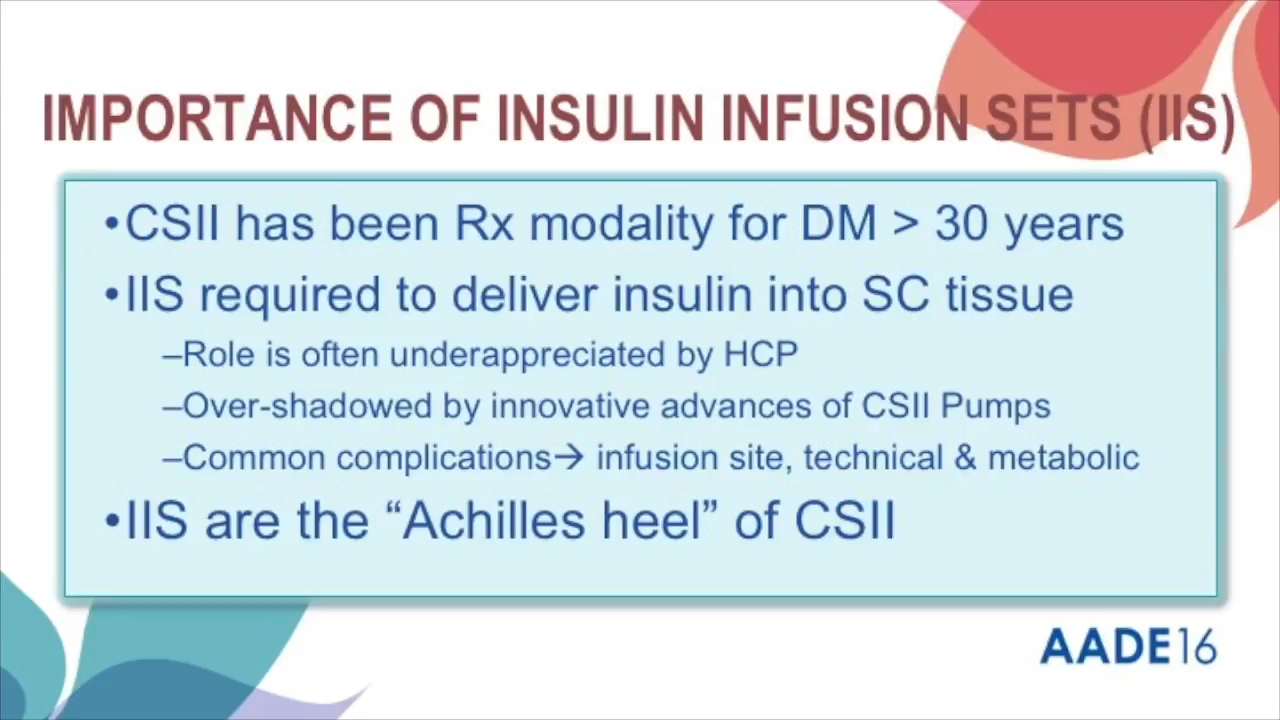 IMPORTANCE OF INSULIN INFUSION SETS (IIS)
•CSII has been Rx modality for DM > 30 years
•IIS required to deliver insulin into SC tissue
–Role is often underappreciated by HCP
–Over-shadowed by innovative advances of CSII Pumps
–Common complications→ infusion site, technical & metabolic
•IIS are the “Achilles heel” of CSII
AADE16